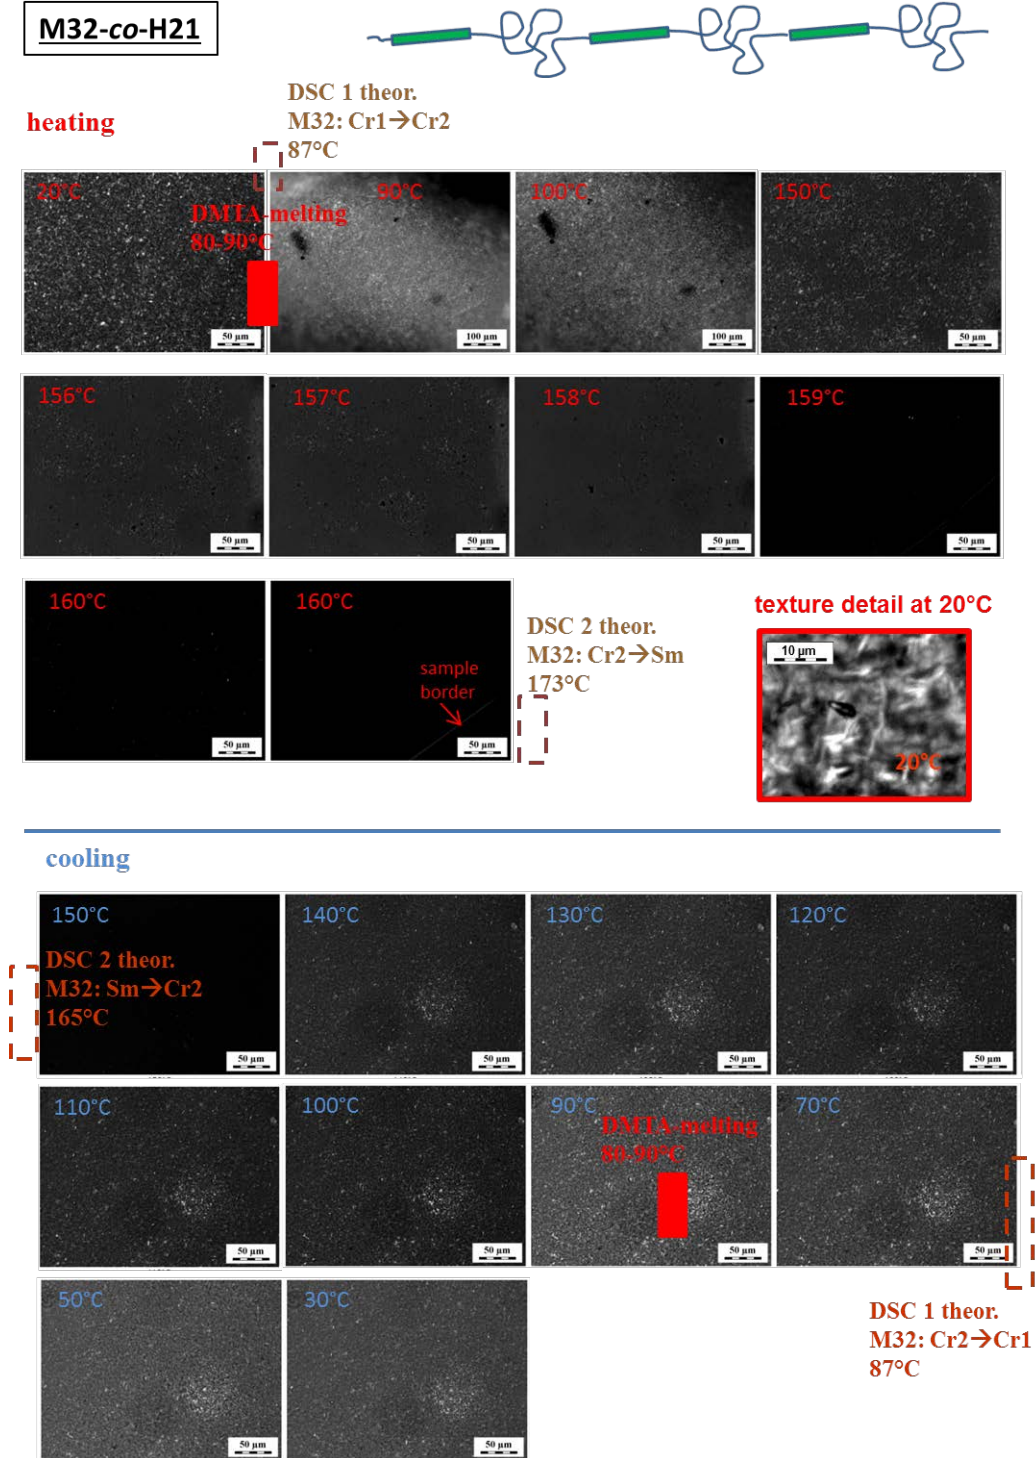 M32-co-H21
DSC 1 theor.
M32: Cr1→Cr2
87°C
heating
20°C
90°C
100°C
150°C
DMTA-melting
80-90°C
50 µm
100 µm
100 µm
50 µm
156°C
157°C
158°C
159°C
50 µm
50 µm
50 µm
50 µm
160°C
160°C
sample
border
50 µm
50 µm
DSC 2 theor.
M32: Cr2→Sm
173°C
texture detail at 20°C
10 µm
20°C
cooling
150°C
140°C
130°C
120°C
DSC 2 theor.
M32: Sm→Cr2
165°C
50 µm
50 µm
50 µm
50 µm
110°C
100°C
90°C
70°C
DMTA-melting
80-90°C
50 µm
50 µm
50 µm
50 µm
50°C
30°C
50 µm
50 µm
DSC 1 theor.
M32: Cr2→Cr1
87°C